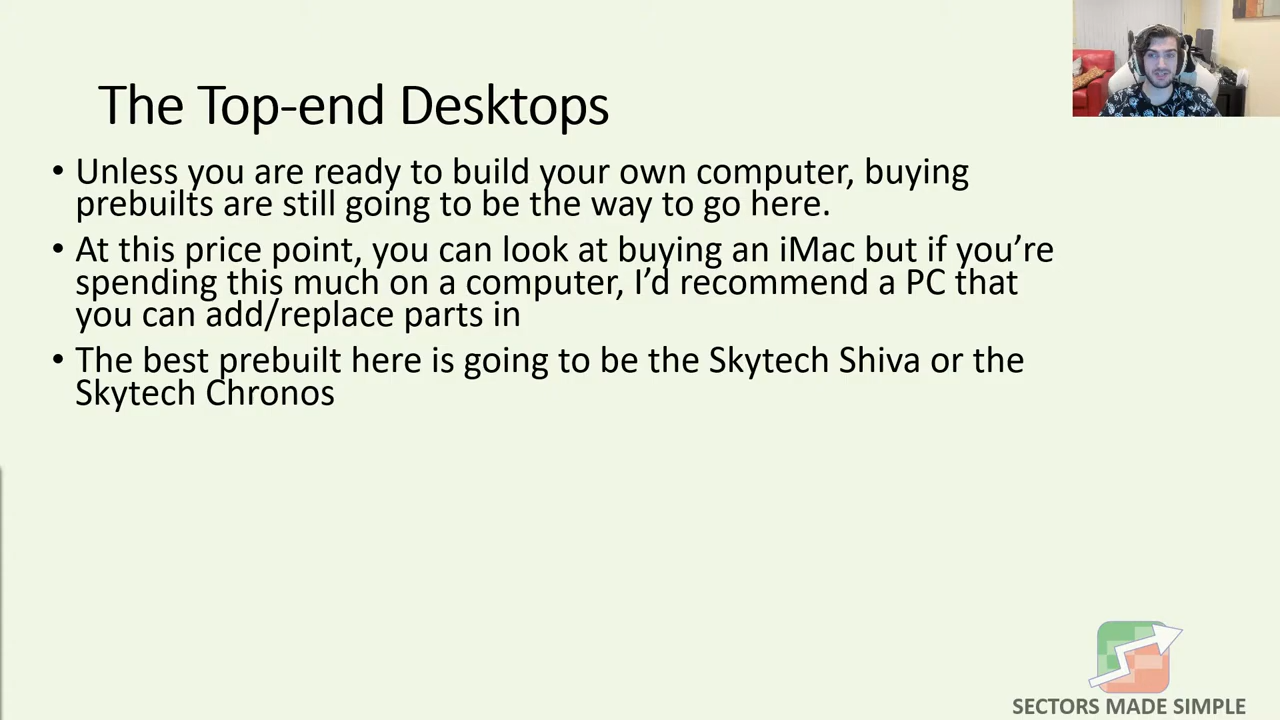 The Top-end Desktops
• Unless you are ready to build your own computer, buying
prebuilts are still going to be the way to go here.
• At this price point, you can look at buying an iMac but if you’re
spending this much on a computer, I’d recommend a PC that
you can add/replace parts in
• The best prebuilt here is going to be the Skytech Shiva or the
Skytech Chronos
SECTORS MADE SIMPLE